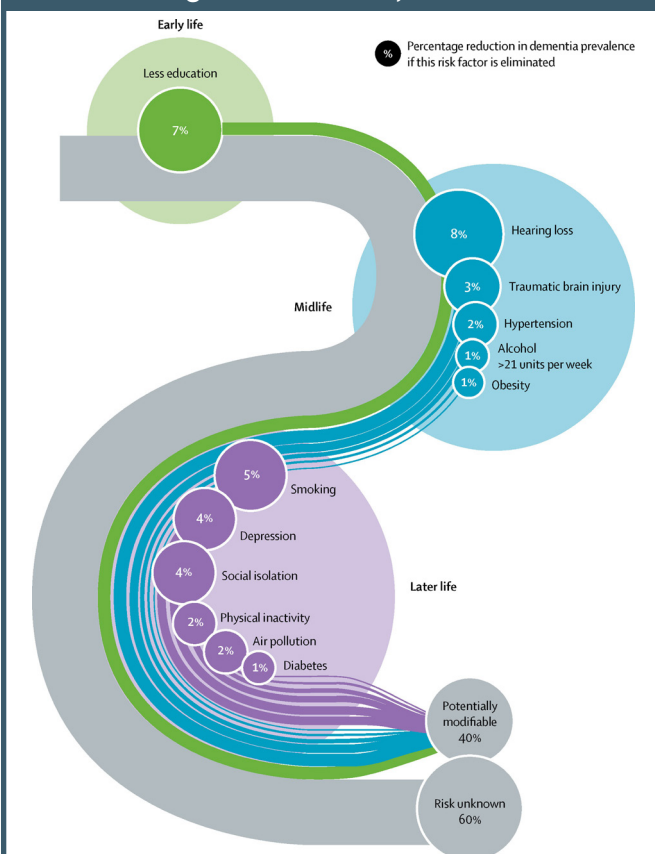 Early life
%
Percentage reduction in dementia prevalence
if this risk factor is eliminated
Less education
7%
8%
Hearing loss
3%
Traumatic brain injury
Midlife
2%
Hypertension
1%
Alcohol
>21 units per week
1%
Obesity
5%
Smoking
4%
Depression
4%
Social isolation
Later life
2%
Physical inactivity
2%
Air pollution
1%
Diabetes
Potentially
modifiable
40%
Risk unknown
60%